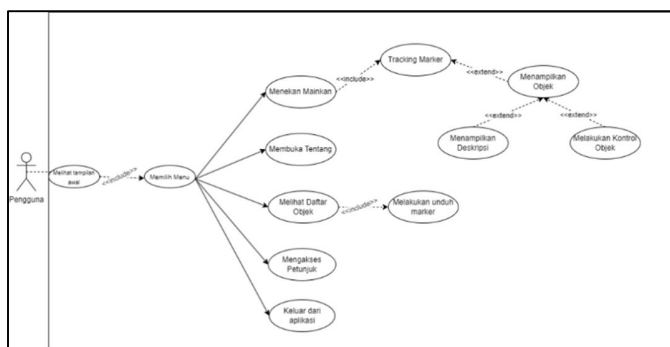 Pengguna
Melihat tampilan
awal
<<include>>
Memilih Menu
Menekan Mainkan
<<include>>
Tracking Marker
<<extend>>
Menampilkan
Objek
<<extend>>
<<extend>>
Menampilkan
Deskripsi
Melakukan Kontrol
Objek
Membuka Tentang
Melihat Daftar
Objek
<<include>>
Melakukan unduh
marker
Mengakses
Petunjuk
Keluar dari
aplikasi